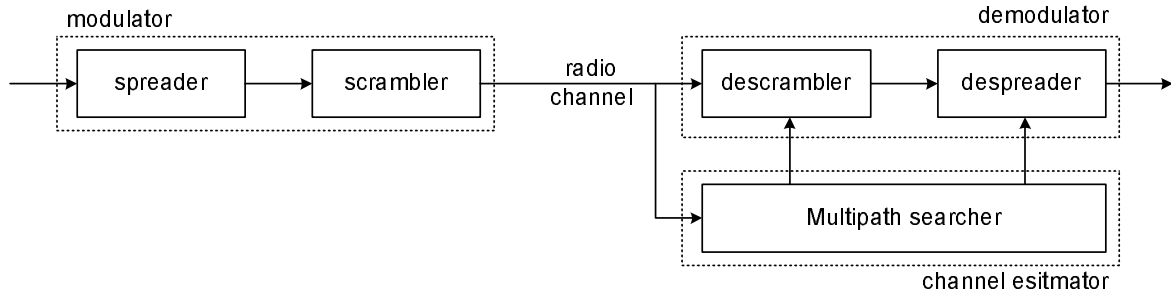 modulator
demodulator
spreader
scrambler
radio
channel
descrambler
despreader
Multipath searcher
channel esitmator